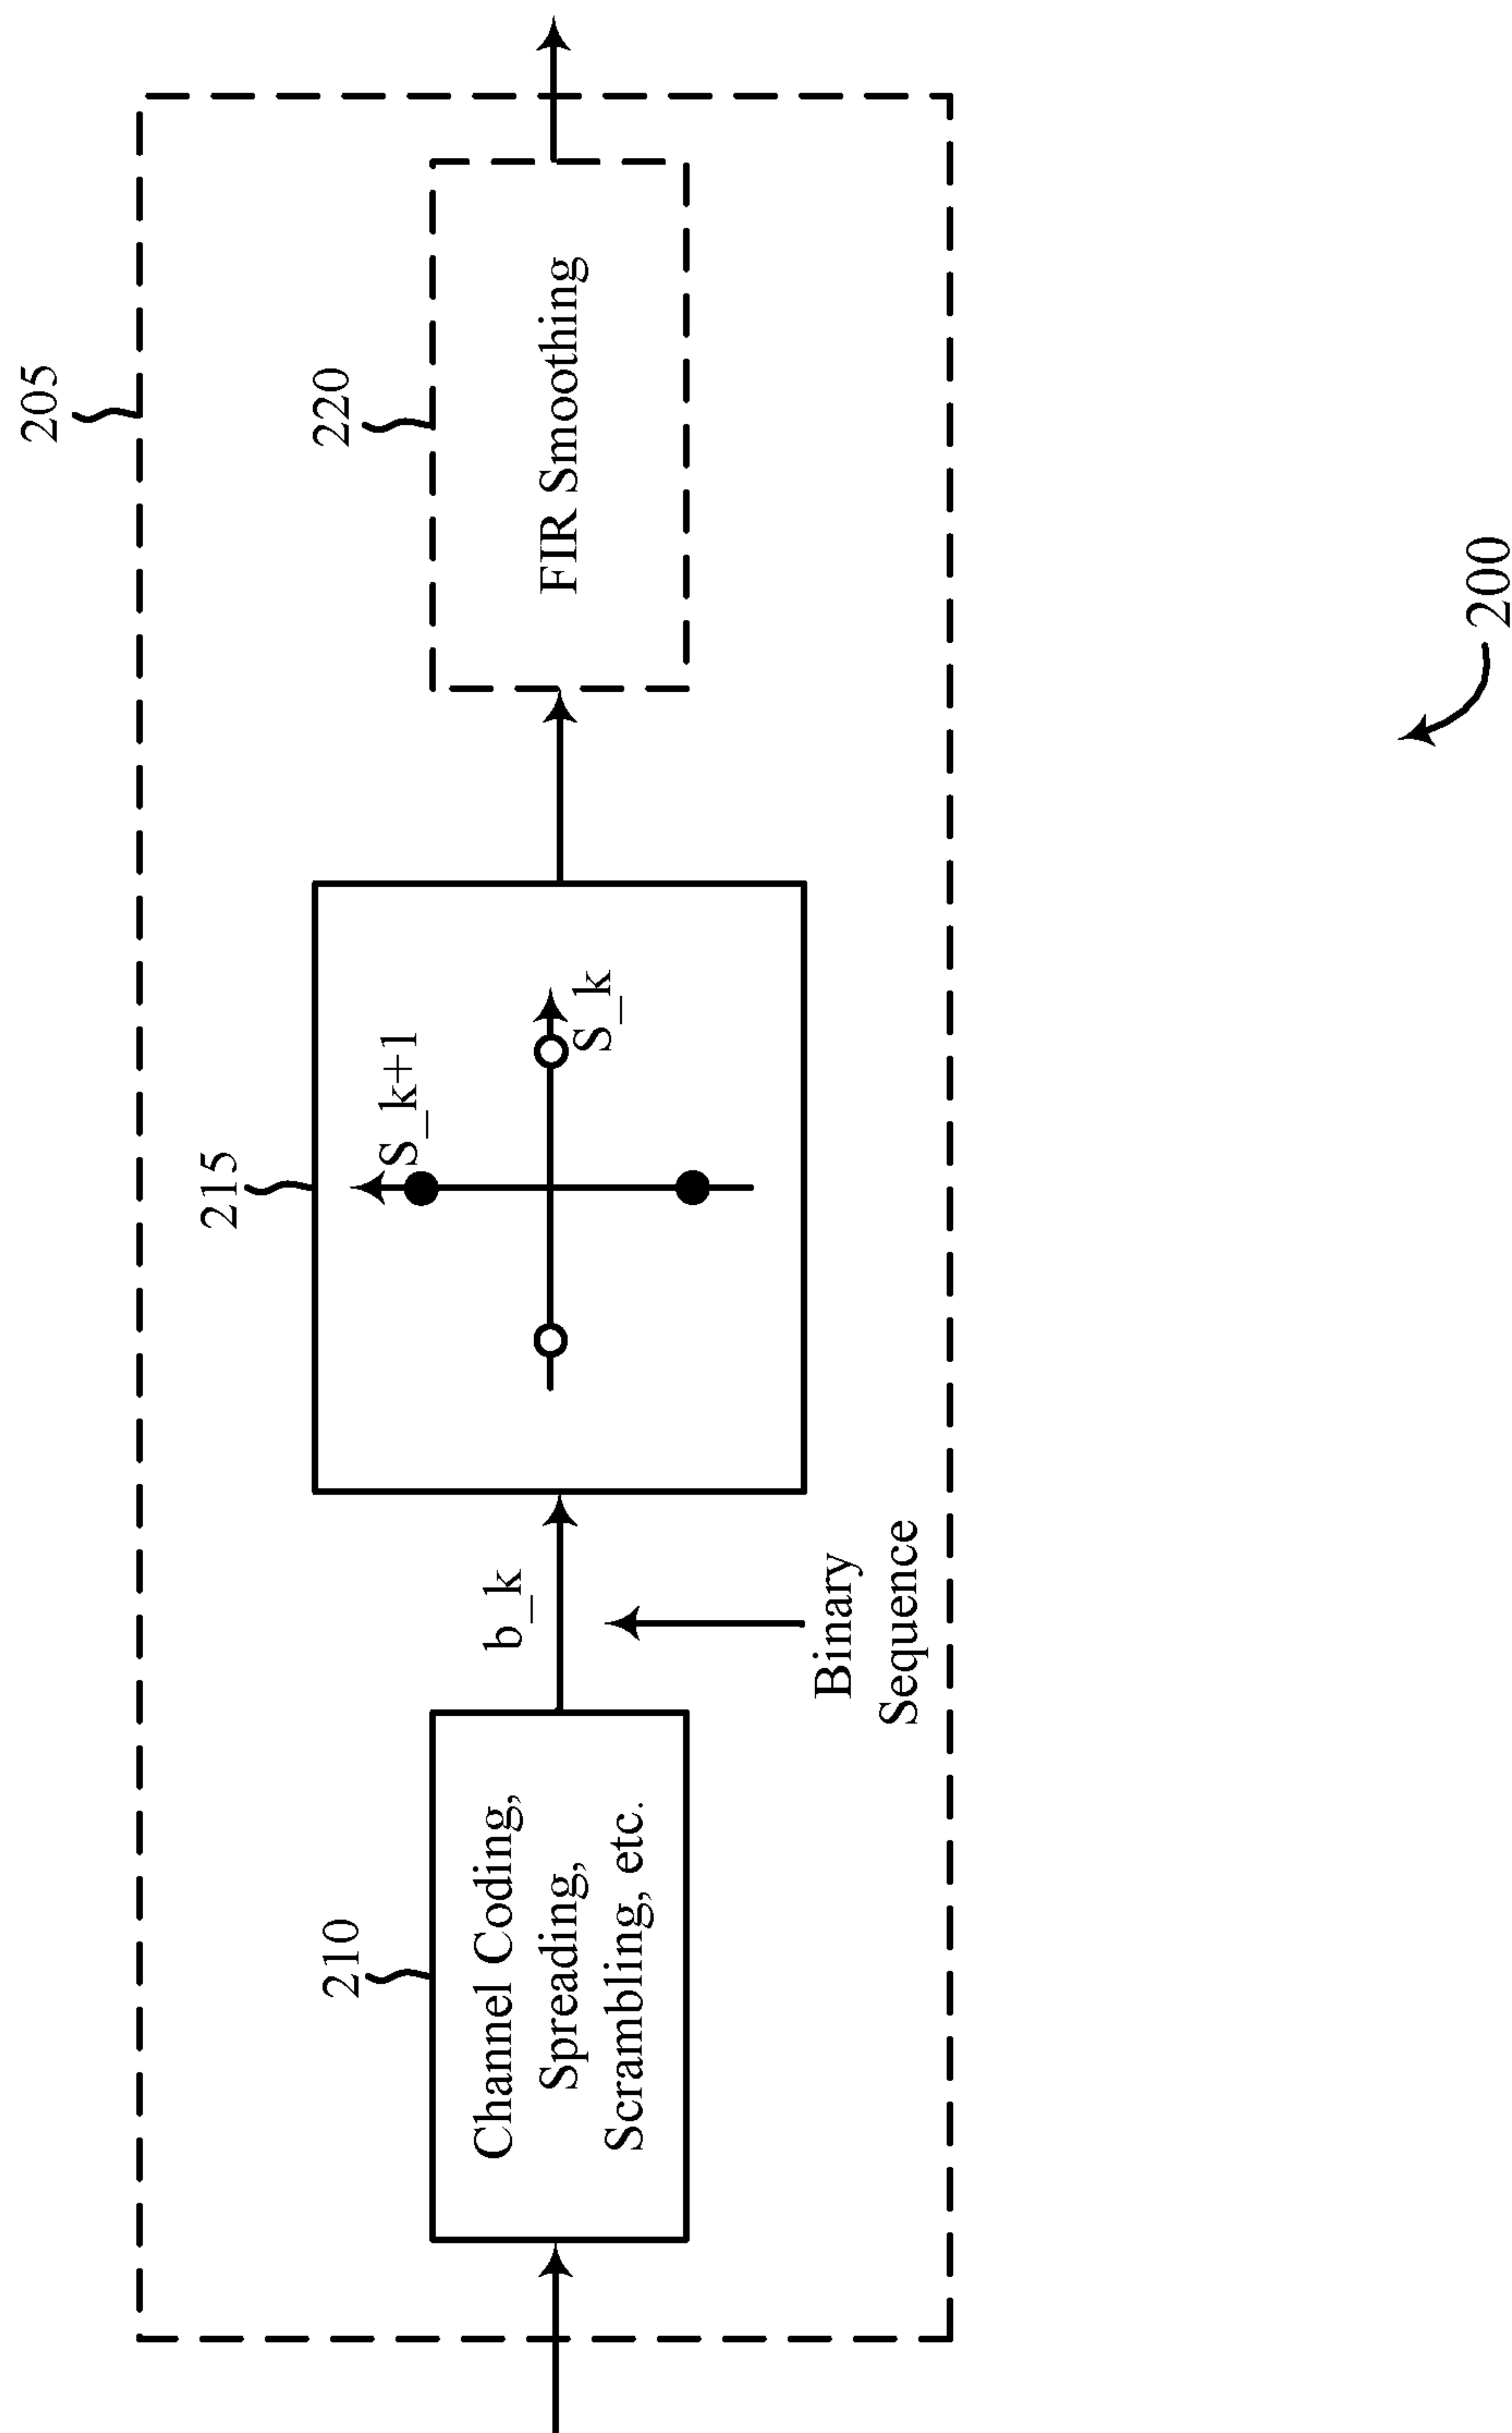 205
210
Channel Coding,
Spreading,
Scrambling, etc.
b_k
Binary
Sequence
215
S_k+1
S_k
220
FIR Smoothing
200